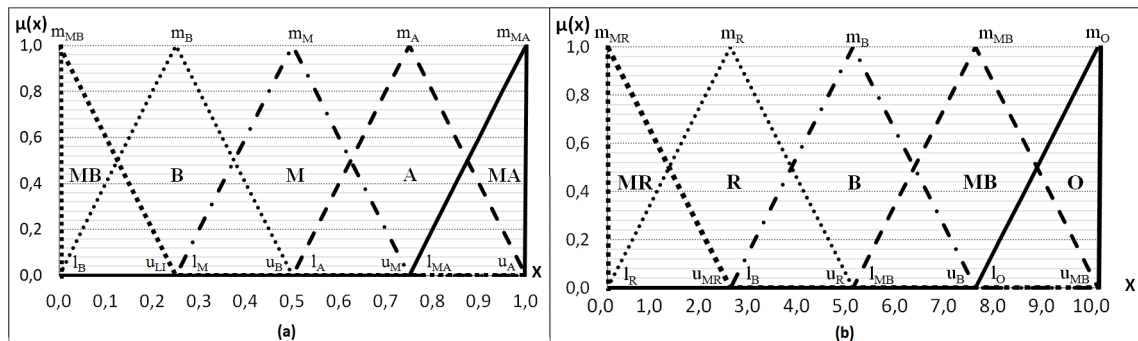 μ(x)
m_MB m_B m_M m_A m_MA
1,0
0,8
0,6
0,4
0,2
0,0
MB B M A MA
l_B u_LI l_M u_B l_A u_M l_MA u_A
X
0,0 0,1 0,2 0,3 0,4 0,5 0,6 0,7 0,8 0,9 1,0
(a)
μ(x)
m_MR m_R m_B m_MB m_O
1,0
0,8
0,6
0,4
0,2
0,0
MR R B MB O
l_R u_MR l_B u_R l_MB u_B l_O u_MB
X
0,0 1,0 2,0 3,0 4,0 5,0 6,0 7,0 8,0 9,0 10,0
(b)